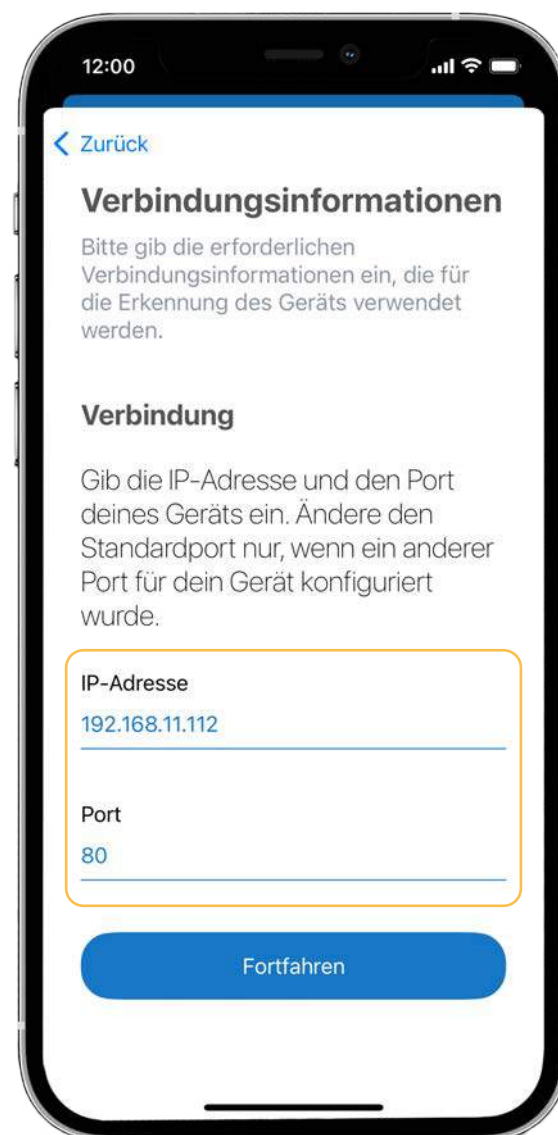 12:00
Zurück
Verbindungsinformationen
Bitte gib die erforderlichen
Verbindungsinformationen ein, die für
die Erkennung des Geräts verwendet
werden.
Verbindung
Gib die IP-Adresse und den Port
deines Geräts ein. Ändere den
Standardport nur, wenn ein anderer
Port für dein Gerät konfiguriert
wurde.
IP-Adresse
192.168.11.112
Port
80
Fortfahren